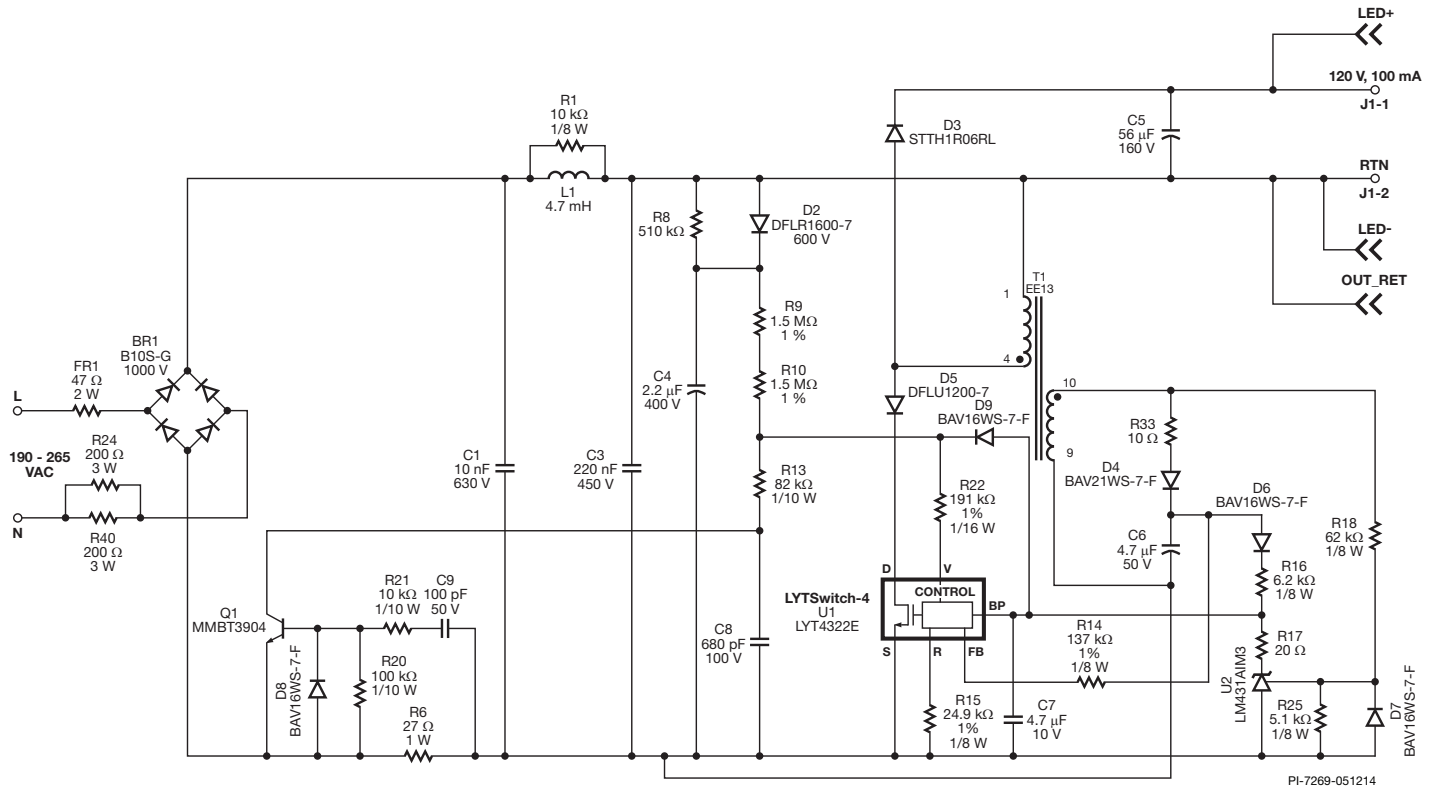 LED+
120 V, 100 mA
J1-1
R1
10 kΩ
1/8 W
D3
STTH1R06RL
C5
56 µF
160 V
L1
4.7 mH
RTN
J1-2
R8
510 kΩ
D2
DFLR1600-7
600 V
LED-
OUT_RET
T1
EE13
1
4
R9
1.5 MΩ
1 %
BR1
B10S-G
1000 V
FR1
47 Ω
2 W
L
C4
2.2 µF
400 V
R10
1.5 MΩ
1 %
D5
DFLU1200-7
D9
BAV16WS-7-F
10
9
R33
10 Ω
D4
BAV21WS-7-F
D6
BAV16WS-7-F
R24
200 Ω
3 W
190 - 265
VAC
N
R40
200 Ω
3 W
C1
10 nF
630 V
C3
220 nF
450 V
R13
82 kΩ
1/10 W
R22
191 kΩ
1%
1/16 W
C6
4.7 µF
50 V
R18
62 kΩ
1/8 W
R16
6.2 kΩ
1/8 W
D
V
CONTROL
BP
LYTSwitch-4
U1
LYT4322E
S
R
FB
R21
10 kΩ
1/10 W
C9
100 pF
50 V
Q1
MMBT3904
C8
680 pF
100 V
R14
137 kΩ
1%
1/8 W
R17
20 Ω
U2
LM431AIM3
D8
BAV16WS-7-F
R20
100 kΩ
1/10 W
R6
27 Ω
1 W
R15
24.9 kΩ
1%
1/8 W
C7
4.7 µF
10 V
R25
5.1 kΩ
1/8 W
D7
BAV16WS-7-F
PI-7269-051214